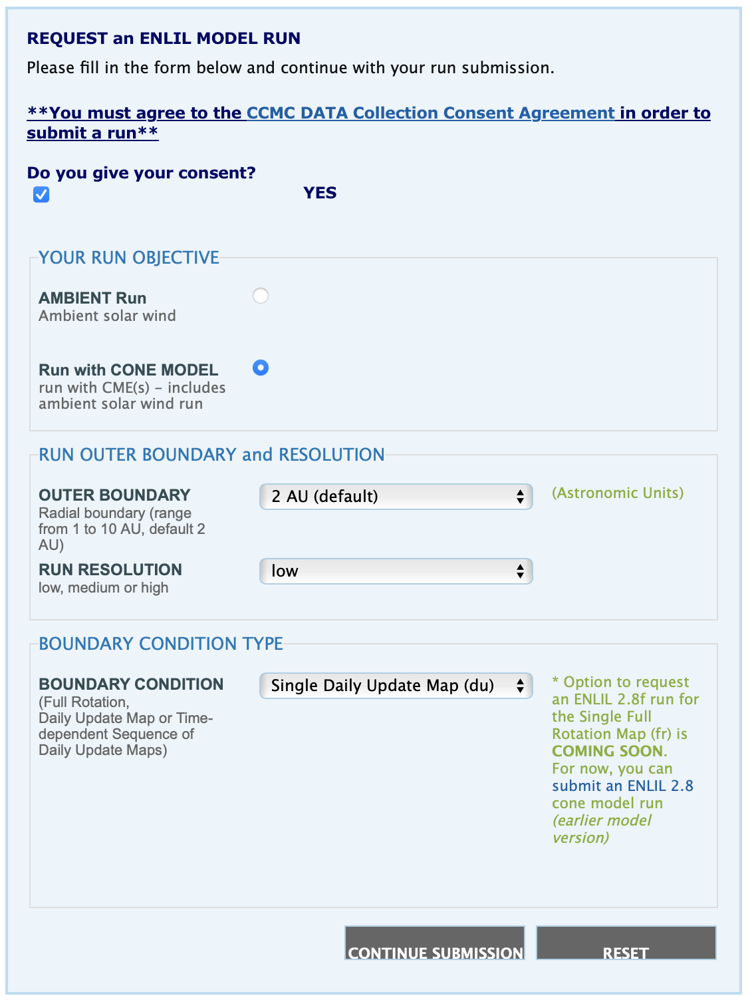 REQUEST an ENLIL MODEL RUN
Please fill in the form below and continue with your run submission.
**You must agree to the CCMC DATA Collection Consent Agreement in order to
submit a run**
Do you give your consent?
YES
YOUR RUN OBJECTIVE
AMBIENT Run
Ambient solar wind
Run with CONE MODEL
run with CME(s) – includes
ambient solar wind run
RUN OUTER BOUNDARY and RESOLUTION
OUTER BOUNDARY
Radial boundary (range
from 1 to 10 AU, default 2
AU)
2 AU (default)
(Astronomic Units)
RUN RESOLUTION
low, medium or high
low
BOUNDARY CONDITION TYPE
BOUNDARY CONDITION
(Full Rotation,
Daily Update Map or Time-
dependent Sequence of
Daily Update Maps)
Single Daily Update Map (du)
* Option to request
an ENLIL 2.8f run for
the Single Full
Rotation Map (fr) is
COMING SOON.
For now, you can
submit an ENLIL 2.8
cone model run
(earlier model
version)
CONTINUE SUBMISSION
RESET